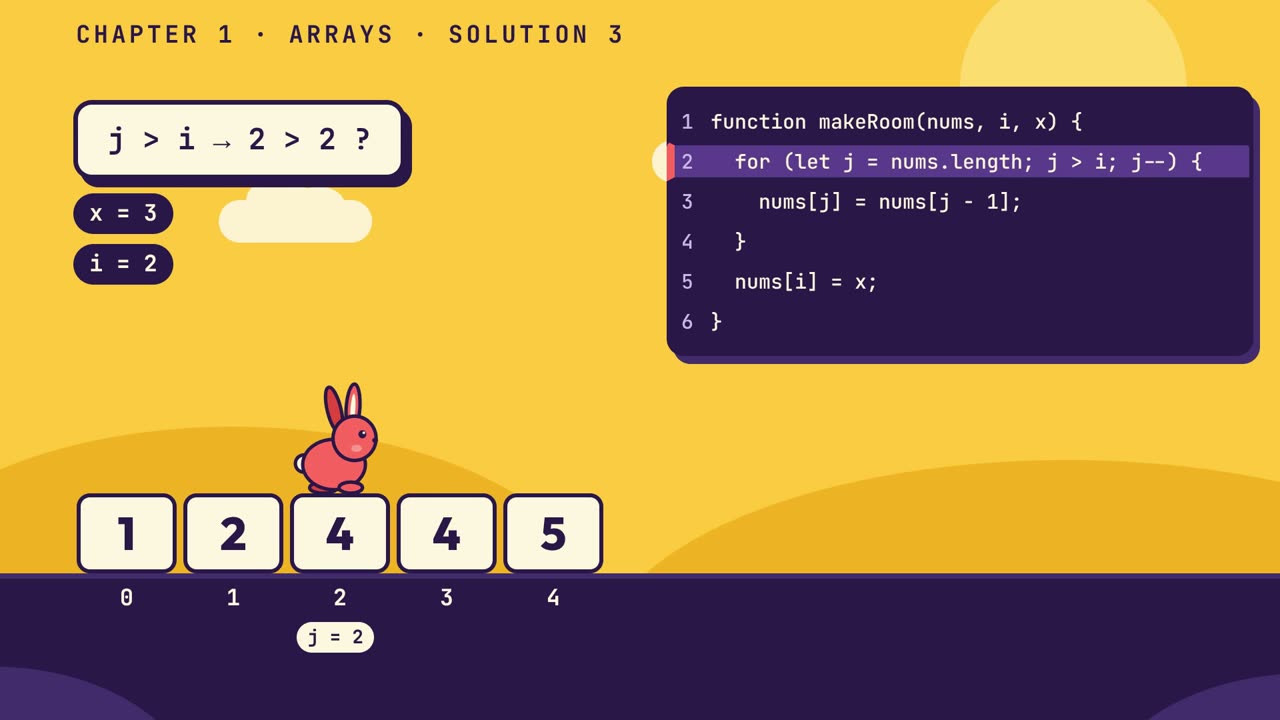 CHAPTER 1 · ARRAYS · SOLUTION 3
j > i → 2 > 2 ?
x = 3
i = 2
1 function makeRoom(nums, i, x) {
2   for (let j = nums.length; j > i; j--) {
3     nums[j] = nums[j - 1];
4   }
5   nums[i] = x;
6 }
1 2 4 4 5
0 1 2 3 4
j = 2